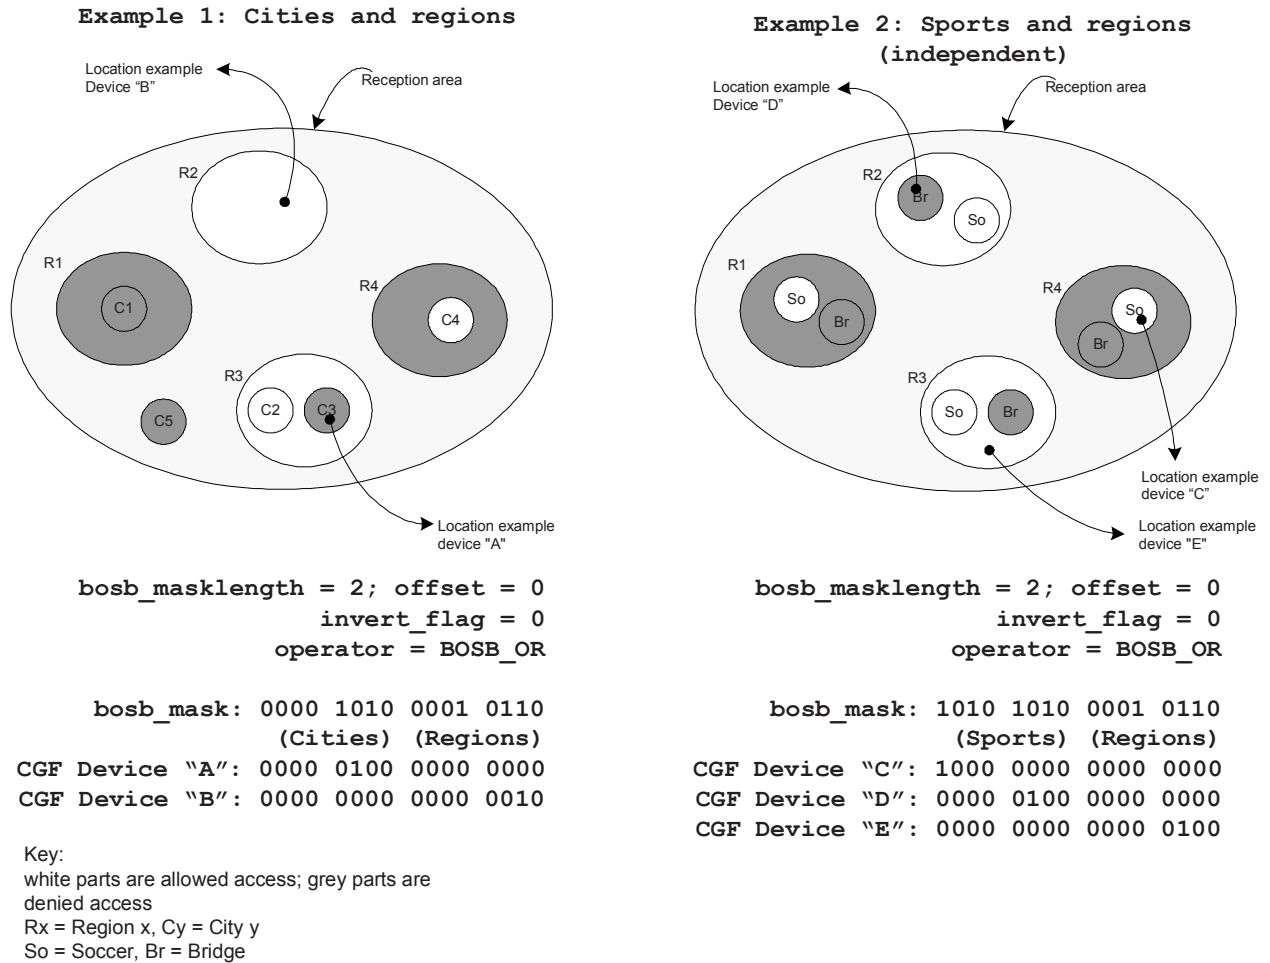 Example 1: Cities and regions
Location example
Device “B”
Reception area
R2
R1
C1
R4
C4
R3
C2
C3
C5
Location example
device "A"
bosb_masklength = 2; offset = 0
invert_flag = 0
operator = BOSB_OR
bosb_mask: 0000 1010 0001 0110
(Cities) (Regions)
CGF Device “A”: 0000 0100 0000 0000
CGF Device “B”: 0000 0000 0000 0010
Key:
white parts are allowed access; grey parts are
denied access
Rx = Region x, Cy = City y
So = Soccer, Br = Bridge
Example 2: Sports and regions
(independent)
Location example
Device “D”
Reception area
R2
Br
So
R1
So
Br
R4
So
Br
R3
So
Br
Location example
device “C”
Location example
device "E"
bosb_masklength = 2; offset = 0
invert_flag = 0
operator = BOSB_OR
bosb_mask: 1010 1010 0001 0110
(Sports) (Regions)
CGF Device “C”: 1000 0000 0000 0000
CGF Device “D”: 0000 0100 0000 0000
CGF Device “E”: 0000 0000 0000 0100